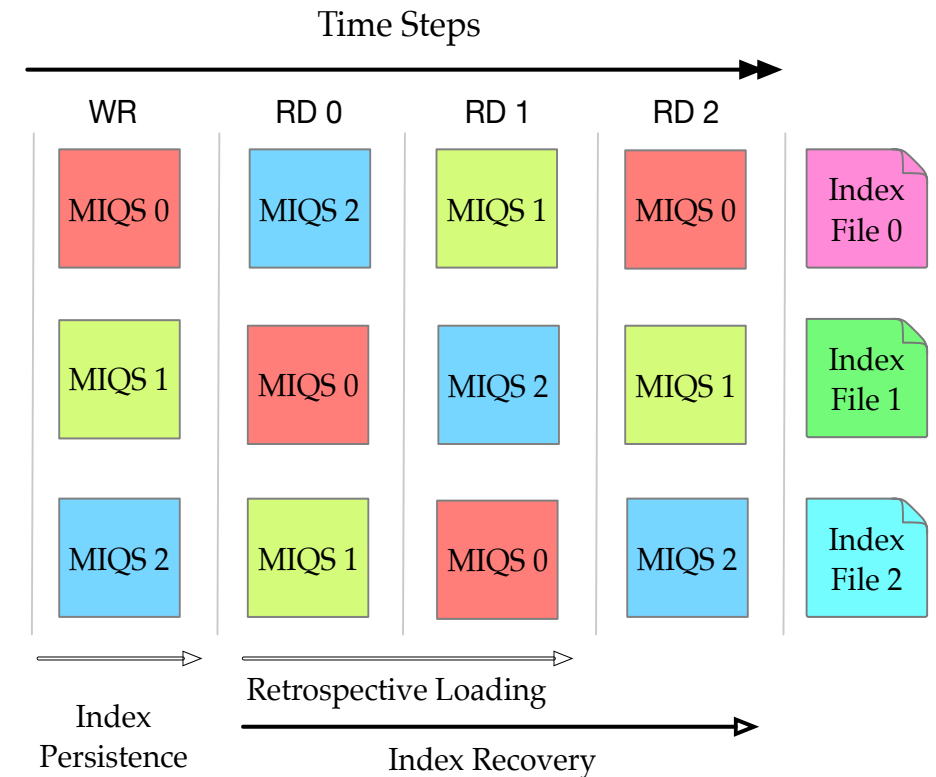 Time Steps
WR RD 0 RD 1 RD 2
MIQS 0 MIQS 2 MIQS 1 MIQS 0 Index
File 0
MIQS 1 MIQS 0 MIQS 2 MIQS 1 Index
File 1
MIQS 2 MIQS 1 MIQS 0 MIQS 2 Index
File 2
Retrospective Loading
Index
Persistence
Index Recovery